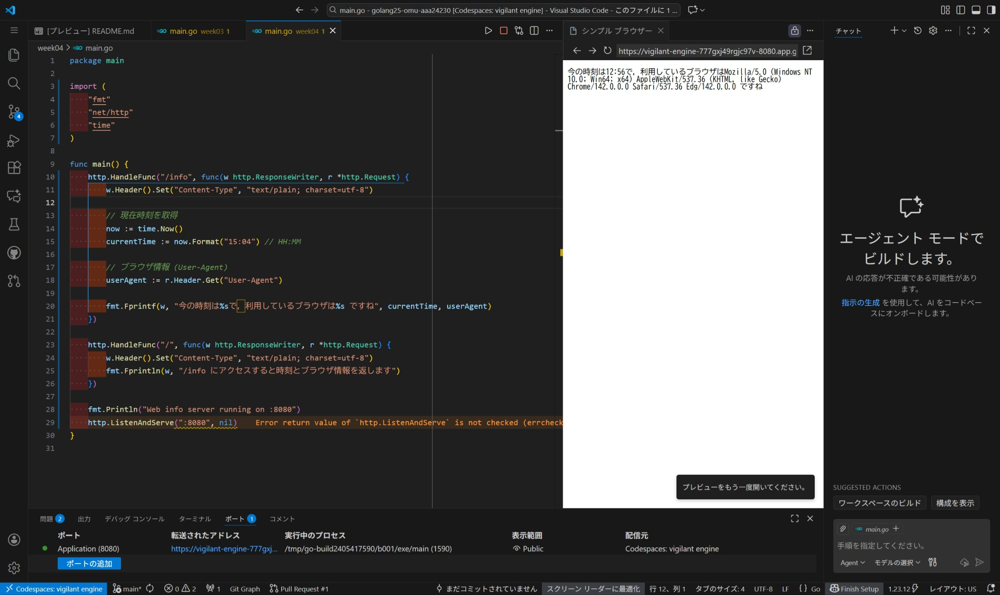 main.go - golang25-omu-aaa24230 [Codespaces: vigilant engine] - Visual Studio Code - このファイルに 1 ...
[プレビュー] README.md
main.go week03 1
main.go week04 1
week04 > main.go
1 package main
2
3 import (
4 "fmt"
5 "net/http"
6 "time"
7 )
8
9 func main() {
10 http.HandleFunc("/info", func(w http.ResponseWriter, r *http.Request) {
11 w.Header().Set("Content-Type", "text/plain; charset=utf-8")
12
13 // 現在時刻を取得
14 now := time.Now()
15 currentTime := now.Format("15:04") // HH:MM
16
17 // ブラウザ情報 (User-Agent)
18 userAgent := r.Header.Get("User-Agent")
19
20 fmt.Fprintf(w, "今の時刻は%sで，利用しているブラウザは%s ですね", currentTime, userAgent)
21 })
22
23 http.HandleFunc("/", func(w http.ResponseWriter, r *http.Request) {
24 w.Header().Set("Content-Type", "text/plain; charset=utf-8")
25 fmt.Fprintln(w, "/info にアクセスすると時刻とブラウザ情報を返します")
26 })
27
28 fmt.Println("Web info server running on :8080")
29 http.ListenAndServe(":8080", nil) Error return value of `http.ListenAndServe` is not checked (errcheck
30 }
31
シンプル ブラウザー
https://vigilant-engine-777gxj49rgjc97v-8080.app.g
今の時刻は12:56で，利用しているブラウザはMozilla/5.0 (Windows NT
10.0; Win64; x64) AppleWebKit/537.36 (KHTML, like Gecko)
Chrome/142.0.0.0 Safari/537.36 Edg/142.0.0.0 ですね
プレビューをもう一度開いてください。
チャット
エージェント モードで
ビルドします。
AI の応答が不正確である可能性があり
ます。
指示の生成 を使用して、AI をコードベー
スにオンボードします。
SUGGESTED ACTIONS
ワークスペースのビルド 構成を表示
main.go
手順を指定してください。
Agent モデルの選択
問題 2 出力 デバッグ コンソール ターミナル ポート 1 コメント
ポート 転送されたアドレス 実行中のプロセス 表示範囲 配信元
Application (8080) https://vigilant-engine-777gxj... /tmp/go-build2405417590/b001/exe/main (1590) Public Codespaces: vigilant engine
ポートの追加
4
Codespaces: vigilant engine main* 0 2 1 Git Graph Pull Request #1 まだコミットされていません スクリーン リーダーに最適化 行 12、列 1 タブのサイズ: 4 UTF-8 LF {} Go Finish Setup 1.23.12 レイアウト: US